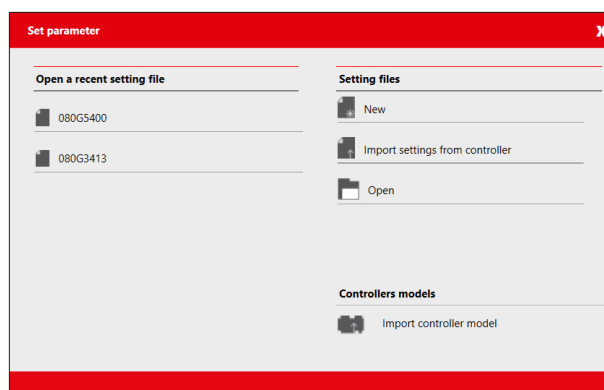 Set parameter
X
Open a recent setting file
080G5400
080G3413
Setting files
New
Import settings from controller
Open
Controllers models
Import controller model